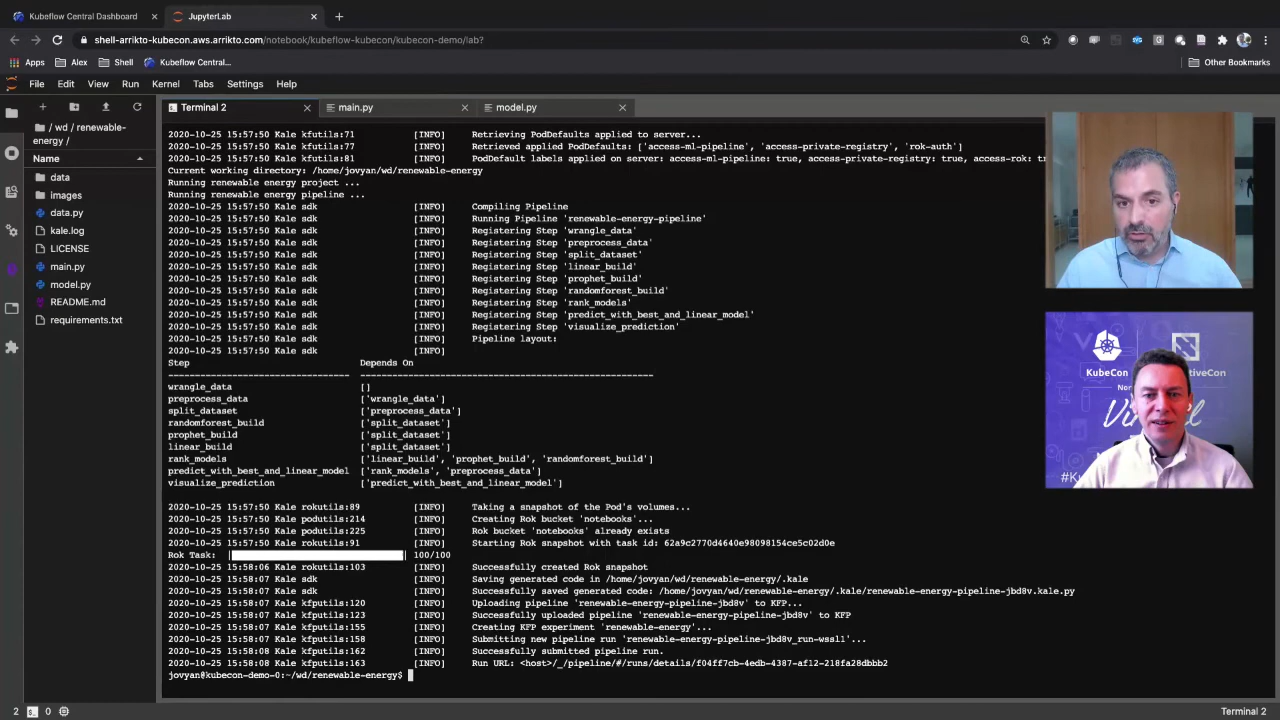 Kubeflow Central Dashboard
JupyterLab
shell-arrikto-kubecon.aws.arrikto.com/notebook/kubeflow-kubecon/kubecon-demo/lab?
Apps
Alex
Shell
Kubeflow Central...
Other Bookmarks
File Edit View Run Kernel Tabs Settings Help
Terminal 2
main.py
model.py
/ wd / renewable-
energy /
Name
data
images
data.py
kale.log
LICENSE
main.py
model.py
README.md
requirements.txt
2020-10-25 15:57:50 Kale kfutils:71 [INFO] Retrieving PodDefaults applied to server...
2020-10-25 15:57:50 Kale kfutils:77 [INFO] Retrieved applied PodDefaults: ['access-ml-pipeline', 'access-private-registry', 'rok-auth']
2020-10-25 15:57:50 Kale kfutils:81 [INFO] PodDefault labels applied on server: access-ml-pipeline: true, access-private-registry: true, access-rok: tr
Current working directory: /home/jovyan/wd/renewable-energy
Running renewable energy project ...
Running renewable energy pipeline ...
2020-10-25 15:57:50 Kale sdk [INFO] Compiling Pipeline
2020-10-25 15:57:50 Kale sdk [INFO] Running Pipeline 'renewable-energy-pipeline'
2020-10-25 15:57:50 Kale sdk [INFO] Registering Step 'wrangle_data'
2020-10-25 15:57:50 Kale sdk [INFO] Registering Step 'preprocess_data'
2020-10-25 15:57:50 Kale sdk [INFO] Registering Step 'split_dataset'
2020-10-25 15:57:50 Kale sdk [INFO] Registering Step 'linear_build'
2020-10-25 15:57:50 Kale sdk [INFO] Registering Step 'prophet_build'
2020-10-25 15:57:50 Kale sdk [INFO] Registering Step 'randomforest_build'
2020-10-25 15:57:50 Kale sdk [INFO] Registering Step 'rank_models'
2020-10-25 15:57:50 Kale sdk [INFO] Registering Step 'predict_with_best_and_linear_model'
2020-10-25 15:57:50 Kale sdk [INFO] Registering Step 'visualize_prediction'
2020-10-25 15:57:50 Kale sdk [INFO] Pipeline layout:
2020-10-25 15:57:50 Kale sdk [INFO]
Step Depends On
--------------------------------- -----------------------------------------------------
wrangle_data []
preprocess_data ['wrangle_data']
split_dataset ['preprocess_data']
randomforest_build ['split_dataset']
prophet_build ['split_dataset']
linear_build ['split_dataset']
rank_models ['linear_build', 'prophet_build', 'randomforest_build']
predict_with_best_and_linear_model ['rank_models', 'preprocess_data']
visualize_prediction ['predict_with_best_and_linear_model']
2020-10-25 15:57:50 Kale rokutils:89 [INFO] Taking a snapshot of the Pod's volumes...
2020-10-25 15:57:50 Kale podutils:214 [INFO] Creating Rok bucket 'notebooks'...
2020-10-25 15:57:50 Kale podutils:225 [INFO] Rok bucket 'notebooks' already exists
2020-10-25 15:57:50 Kale rokutils:91 [INFO] Starting Rok snapshot with task id: 62a9c2770d4640e98098154ce5c02d0e
Rok Task: | | 100/100
2020-10-25 15:58:06 Kale rokutils:103 [INFO] Successfully created Rok snapshot
2020-10-25 15:58:07 Kale sdk [INFO] Saving generated code in /home/jovyan/wd/renewable-energy/.kale
2020-10-25 15:58:07 Kale sdk [INFO] Successfully saved generated code: /home/jovyan/wd/renewable-energy/.kale/renewable-energy-pipeline-jbd8v.kale.py
2020-10-25 15:58:07 Kale kfputils:120 [INFO] Uploading pipeline 'renewable-energy-pipeline-jbd8v' to KFP...
2020-10-25 15:58:07 Kale kfputils:123 [INFO] Successfully uploaded pipeline 'renewable-energy-pipeline-jbd8v' to KFP
2020-10-25 15:58:07 Kale kfputils:155 [INFO] Creating KFP experiment 'renewable-energy'...
2020-10-25 15:58:07 Kale kfputils:158 [INFO] Submitting new pipeline run 'renewable-energy-pipeline-jbd8v_run-wssl1'...
2020-10-25 15:58:08 Kale kfputils:162 [INFO] Successfully submitted pipeline run.
2020-10-25 15:58:08 Kale kfputils:163 [INFO] Run URL: <host>/_/pipeline/#/runs/details/f04ff7cb-4edb-4387-af12-218fa28dbbb2
jovyan@kubecon-demo-0:~/wd/renewable-energy$
KubeCon
2 0
Terminal 2